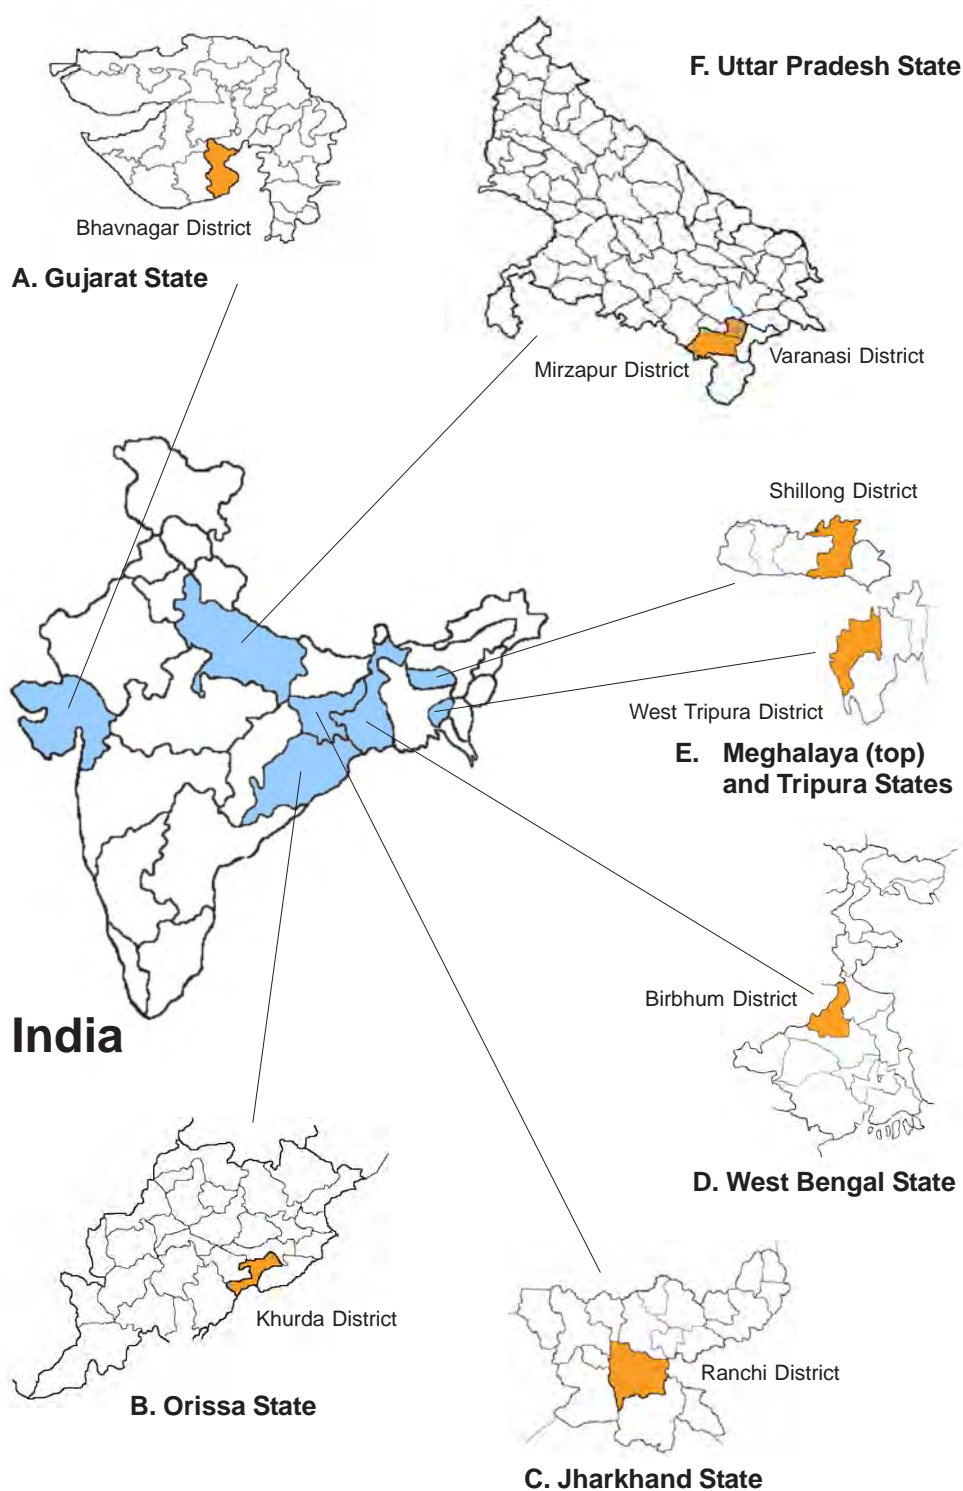 F. Uttar Pradesh State
Bhavnagar District
A. Gujarat State
Mirzapur District
Varanasi District
Shillong District
West Tripura District
E. Meghalaya (top)
and Tripura States
Birbhum District
India
D. West Bengal State
Khurda District
B. Orissa State
Ranchi District
C. Jharkhand State